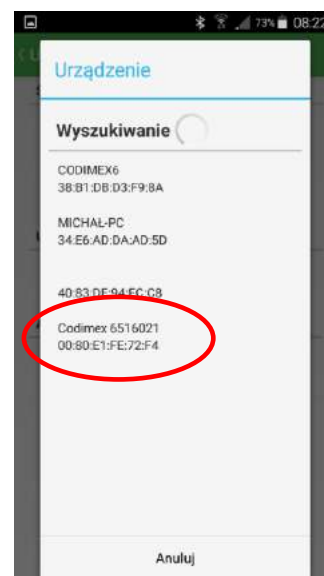 73% 08:22
Urządzenie
Wyszukiwanie
CODIMEX6
38:B1:DB:D3:F9:8A
MICHAŁ-PC
34:E6:AD:DA:AD:5D
40:83:DE:94:EC:C8
Codimex 6516021
00:80:E1:FE:72:F4
Anuluj